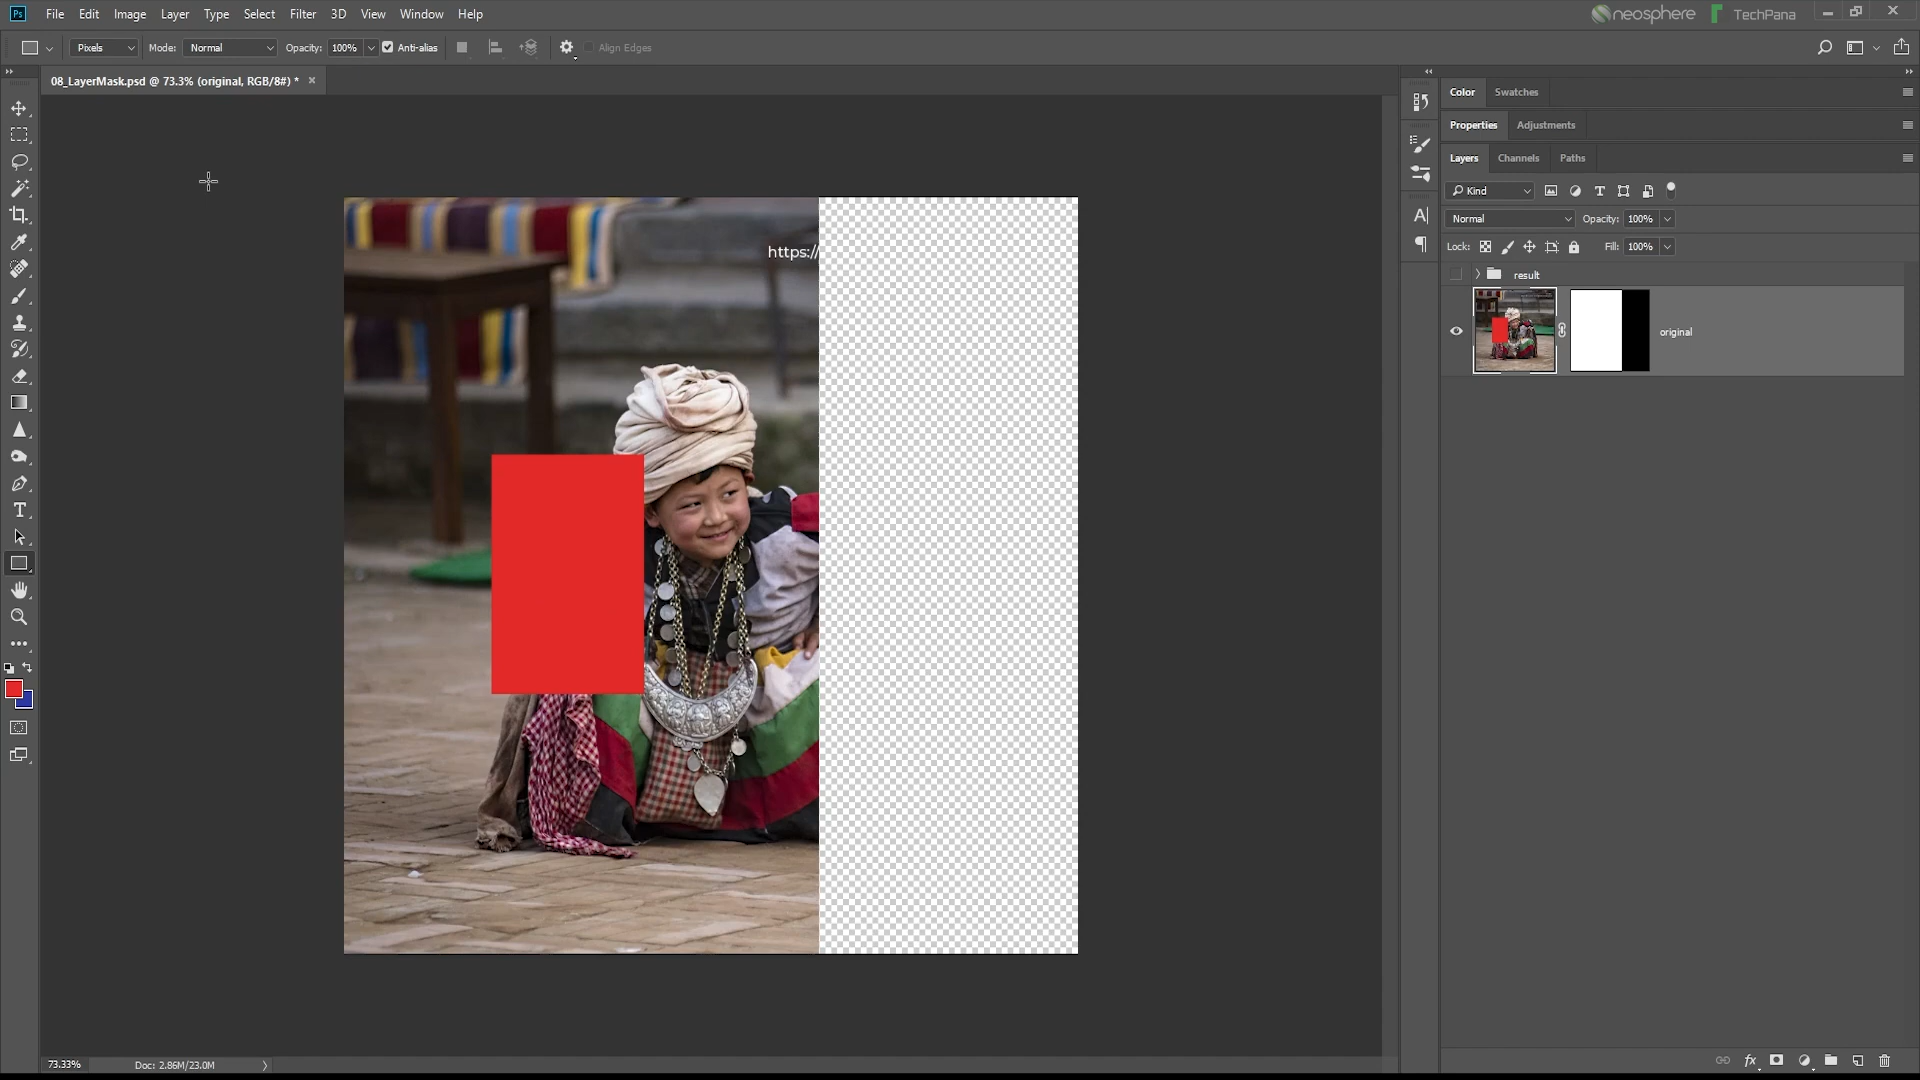 Ps File Edit Image Layer Type Select Filter 3D View Window Help neosphere TechPana
Pixels Mode: Normal Opacity: 100% Anti-alias Align Edges
08_LayerMask.psd @ 73.3% (original, RGB/8#) *
https://
Color Swatches
Properties Adjustments
Layers Channels Paths
Kind
Normal Opacity: 100%
Lock: Fill: 100%
result
original
fx
73.33% Doc: 2.86M/23.0M